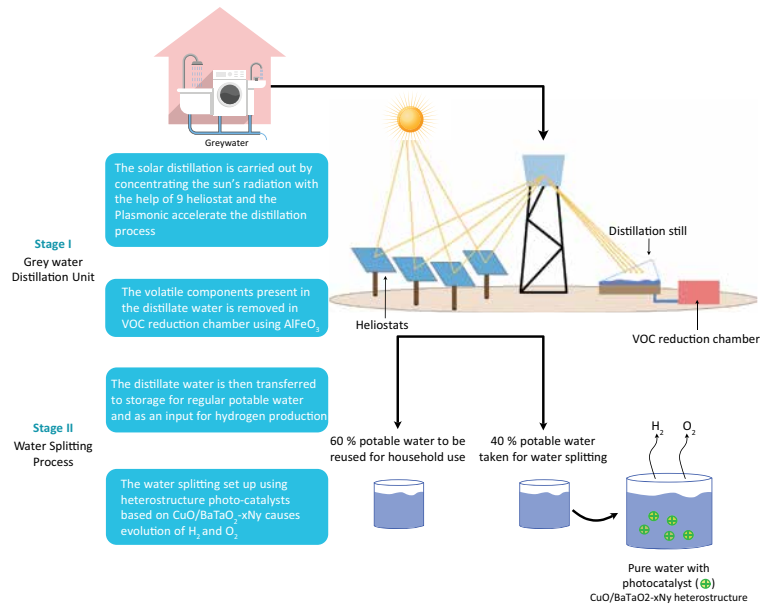 Greywater
The solar distillation is carried out by
concentrating the sun's radiation with
the help of 9 heliostat and the
Plasmonic accelerate the distillation
process
Stage I
Grey water
Distillation Unit
The volatile components present in
the distillate water is removed in
VOC reduction chamber using AlFeO₃
Distillation still
Heliostats
VOC reduction chamber
The distillate water is then transferred
to storage for regular potable water
and as an input for hydrogen production
Stage II
Water Splitting
Process
The water splitting set up using
heterostructure photo-catalysts
based on CuO/BaTaO₂-xNy causes
evolution of H₂ and O₂
60 % potable water to be
reused for household use
40 % potable water
taken for water splitting
H₂
O₂
Pure water with
photocatalyst (⊕)
CuO/BaTaO2-xNy heterostructure